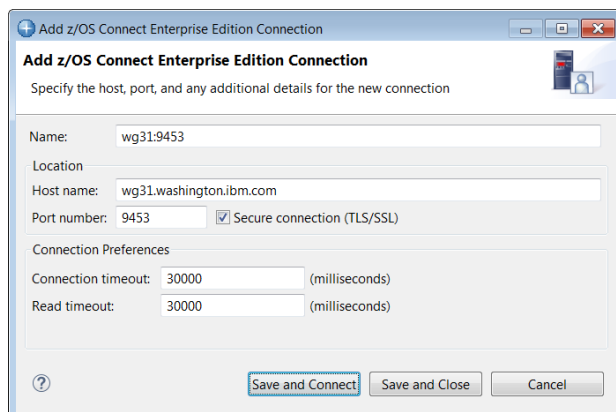 Add z/OS Connect Enterprise Edition Connection
Add z/OS Connect Enterprise Edition Connection
Specify the host, port, and any additional details for the new connection
Name: wg31:9453
Location
Host name: wg31.washington.ibm.com
Port number: 9453 Secure connection (TLS/SSL)
Connection Preferences
Connection timeout: 30000 (milliseconds)
Read timeout: 30000 (milliseconds)
? Save and Connect Save and Close Cancel